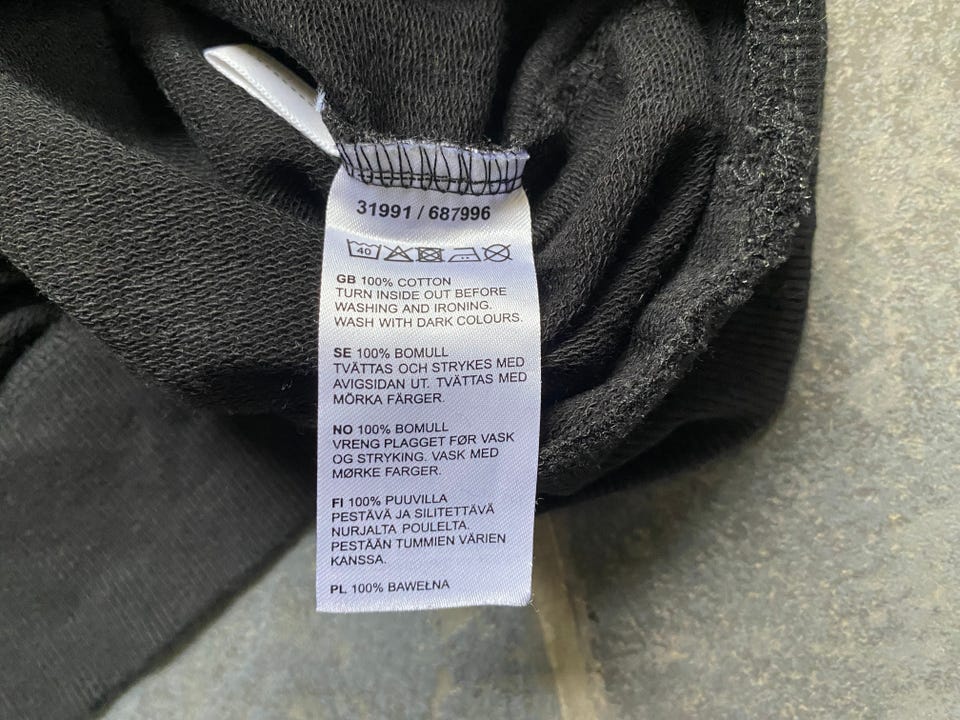 31991 / 687996
40
GB 100% COTTON
TURN INSIDE OUT BEFORE
WASHING AND IRONING.
WASH WITH DARK COLOURS.
SE 100% BOMULL
TVÄTTAS OCH STRYKES MED
AVIGSIDAN UT. TVÄTTAS MED
MÖRKA FÄRGER.
NO 100% BOMULL
VRENG PLAGGET FØR VASK
OG STRYKING. VASK MED
MØRKE FARGER.
FI 100% PUUVILLA
PESTÄVÄ JA SILITETTÄVÄ
NURJALTA POULELTA.
PESTÄÄN TUMMIEN VÄRIEN
KANSSA.
PL 100% BAWEŁNA